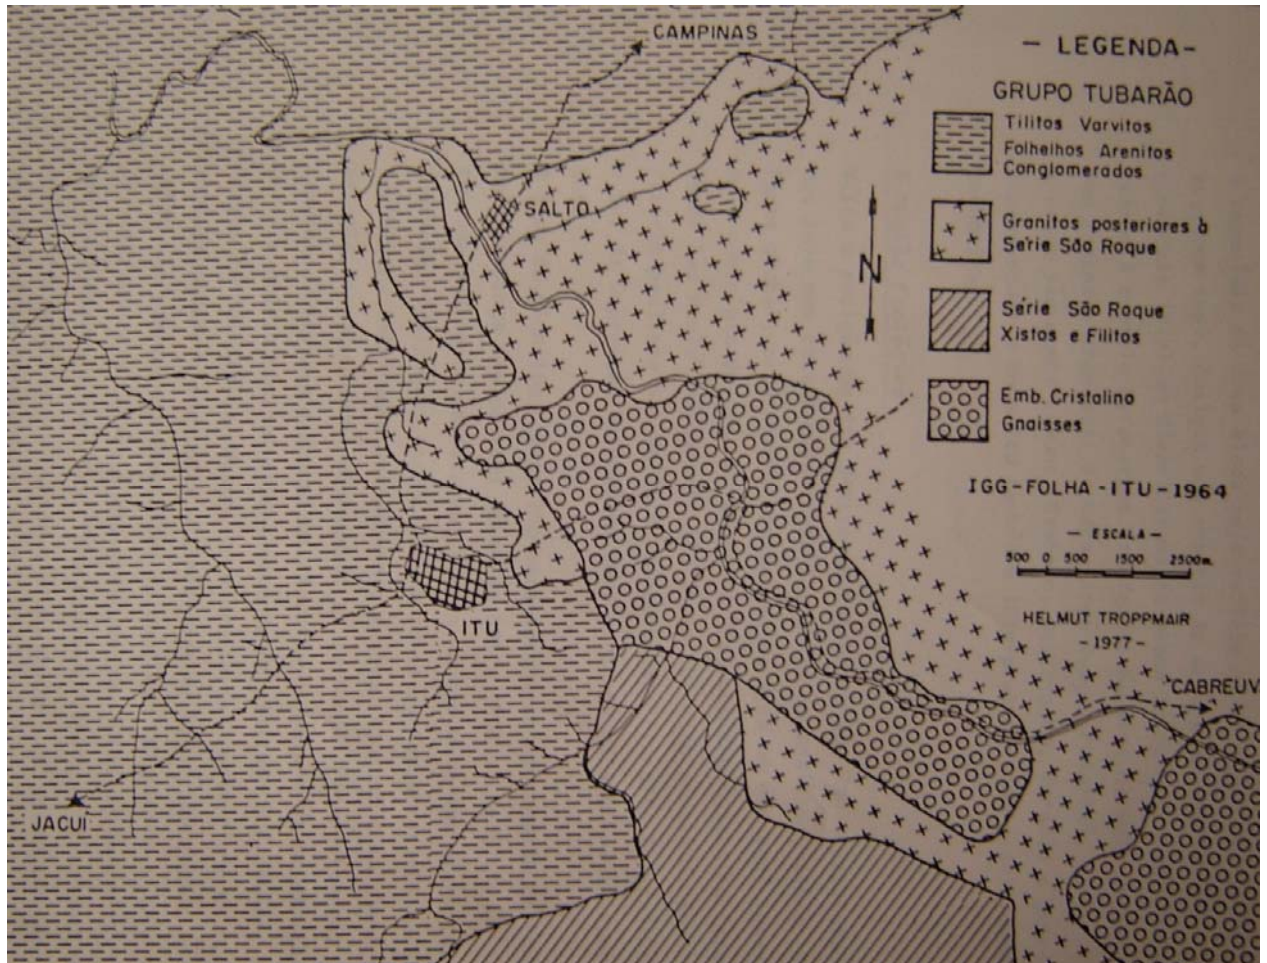 CAMPINAS
SALTO
ITU
JACUÍ
CABREUV
N
- LEGENDA -
GRUPO TUBARÃO
Tilitos Varvitos
Folhelhos Arenitos
Conglomerados
Granitos posteriores à
Série São Roque
Série São Roque
Xistos e Filitos
Emb. Cristalino
Gnaisses
IGG-FOLHA-ITU-1964
- ESCALA -
500 0 500 1500 2500m.
HELMUT TROPPMAIR
- 1977 -